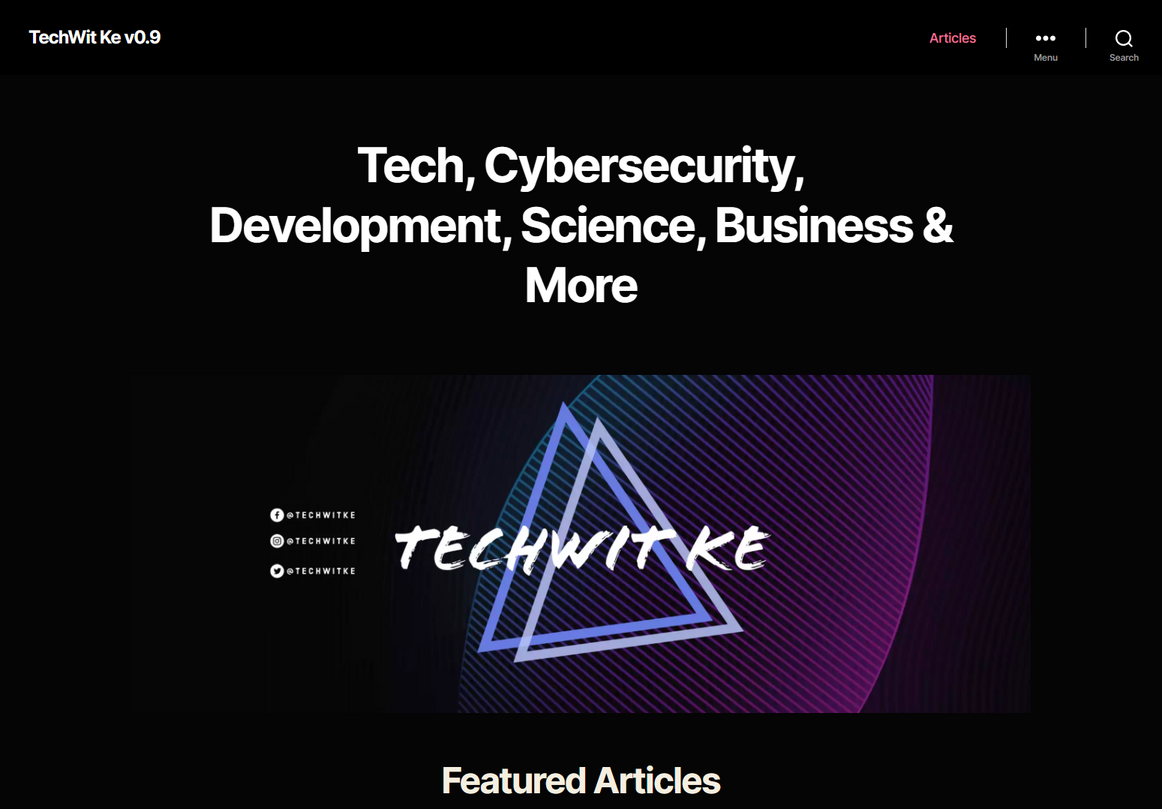 TechWit Ke v0.9
Articles
Menu
Search
Tech, Cybersecurity,
Development, Science, Business &
More
@TECHWITKE
@TECHWITKE
@TECHWITKE
TECHWIT KE
Featured Articles